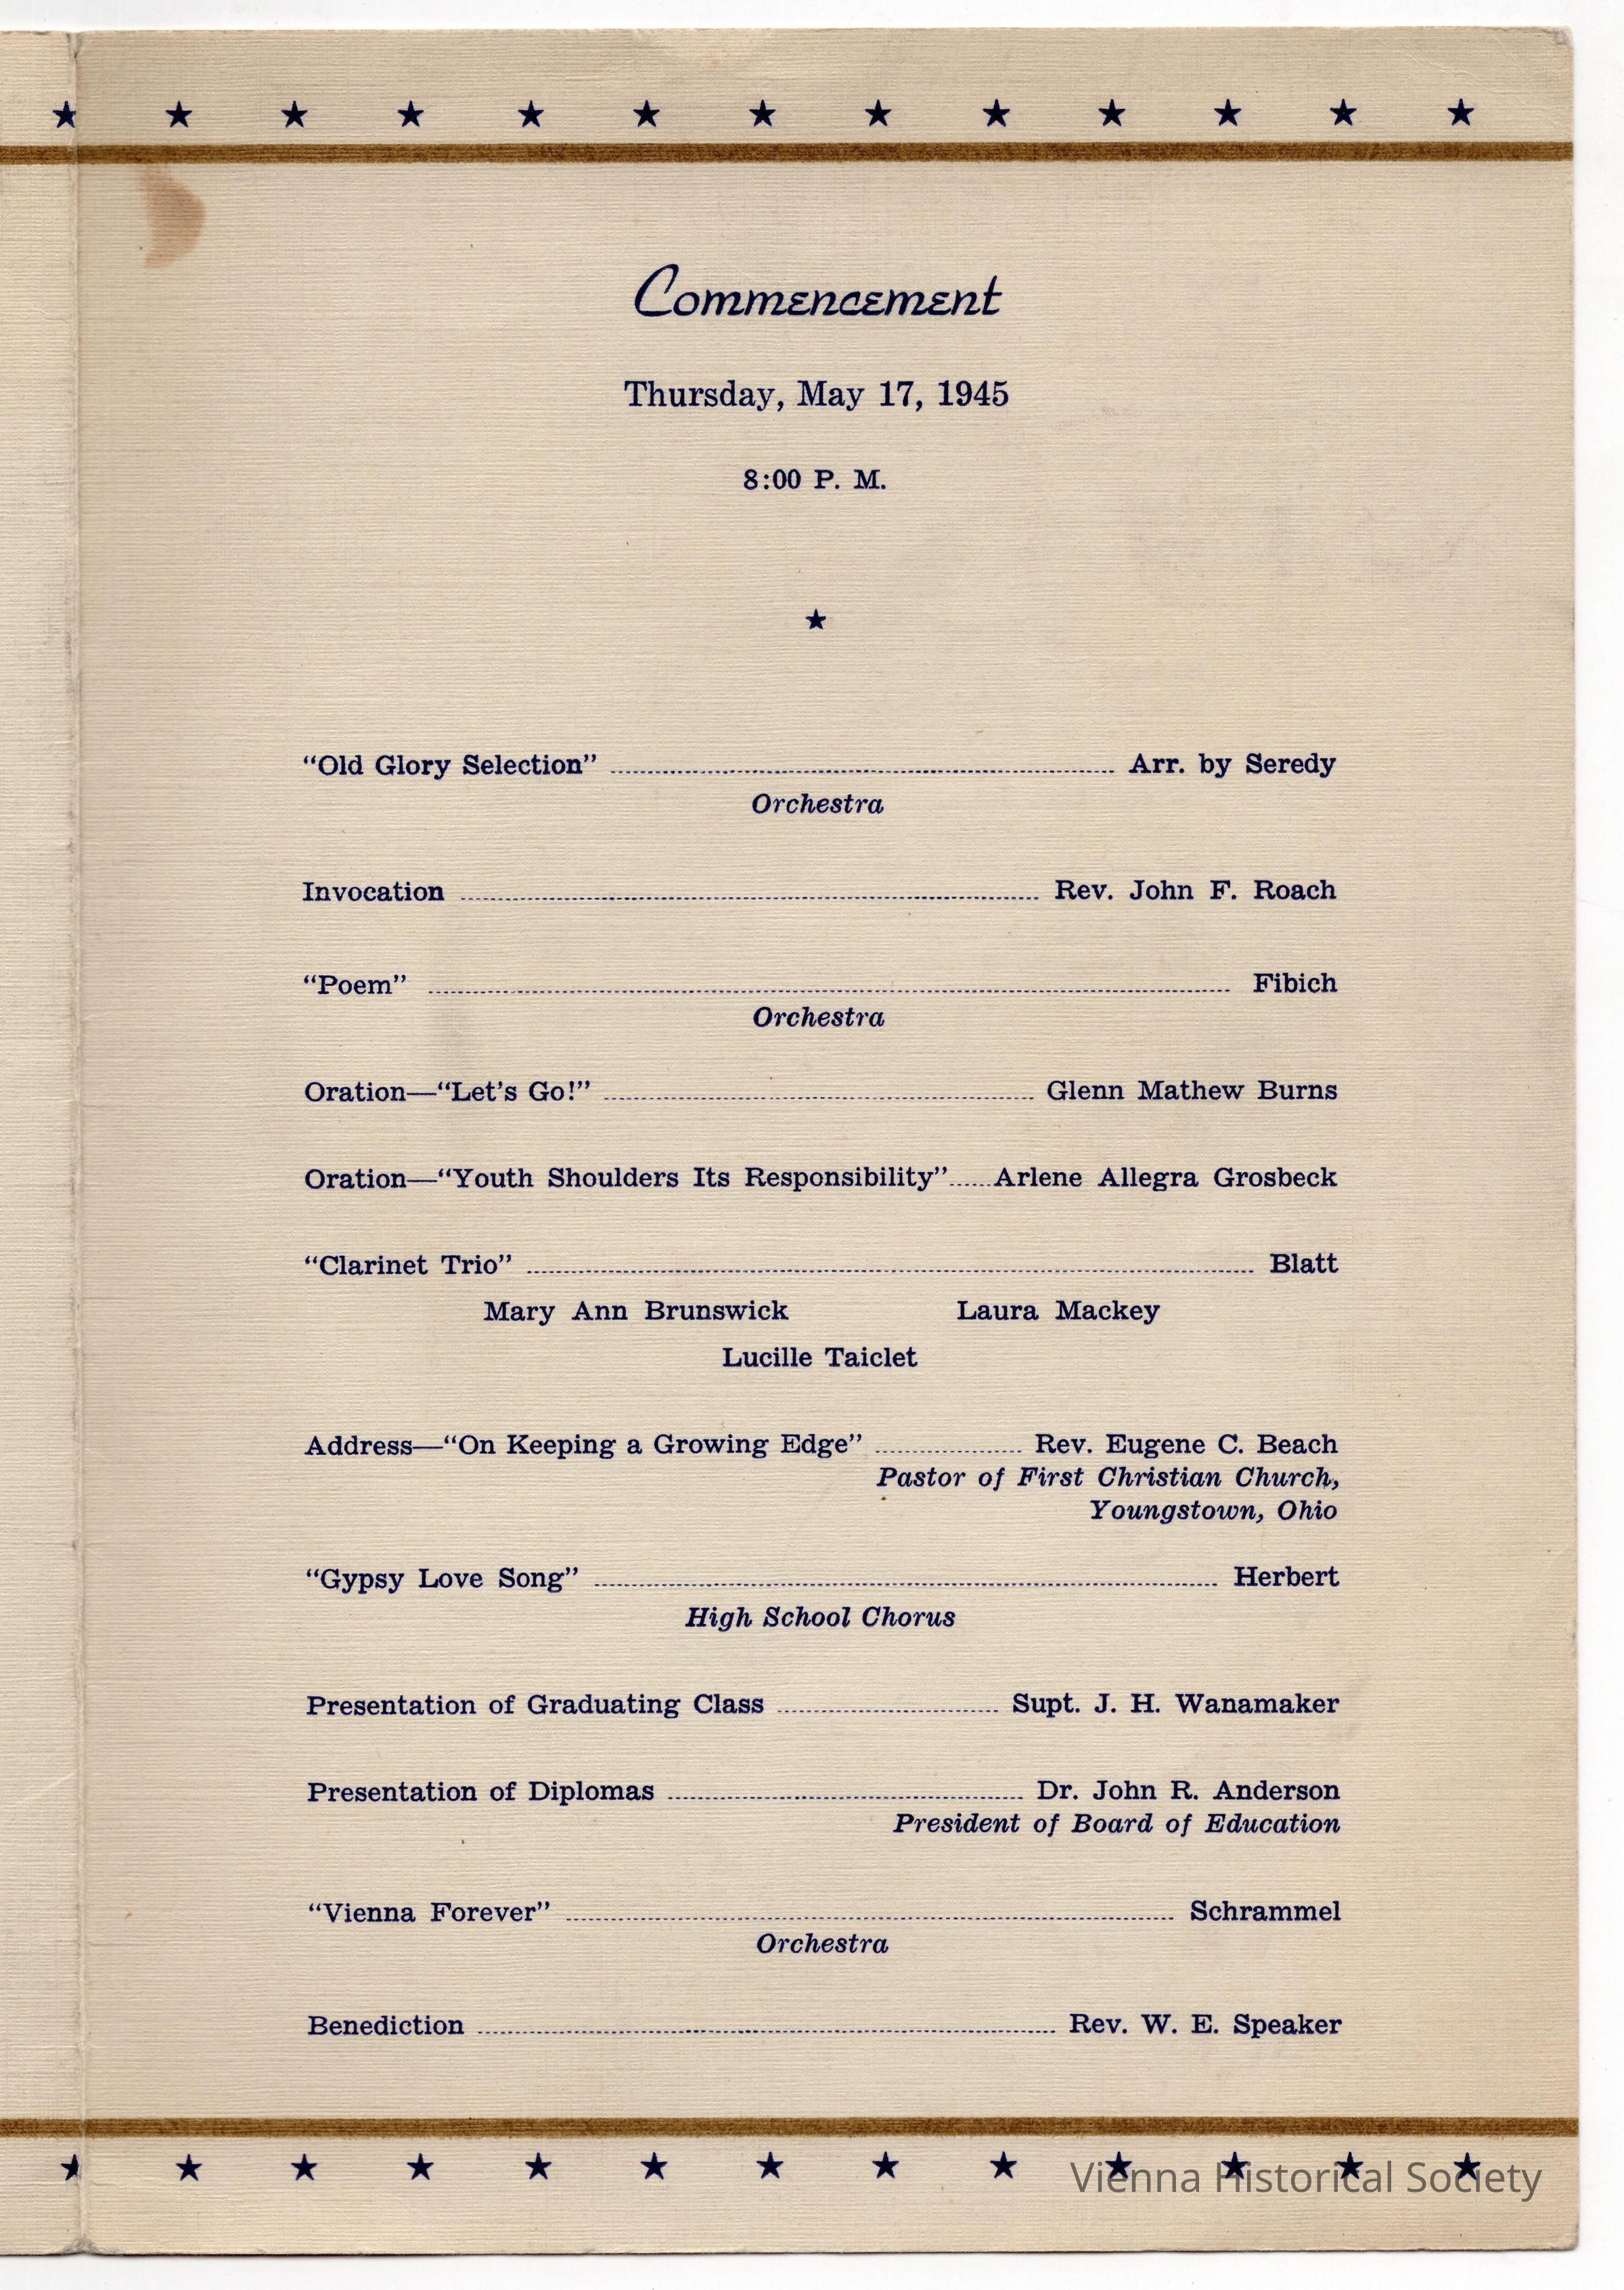 Commencement
Thursday, May 17, 1945
8:00 P. M.
“Old Glory Selection” Arr. by Seredy
Orchestra
Invocation Rev. John F. Roach
“Poem” Fibich
Orchestra
Oration—“Let’s Go!” Glenn Mathew Burns
Oration—“Youth Shoulders Its Responsibility” Arlene Allegra Grosbeck
“Clarinet Trio” Blatt
Mary Ann Brunswick Laura Mackey
Lucille Taiclet
Address—“On Keeping a Growing Edge” Rev. Eugene C. Beach
Pastor of First Christian Church,
Youngstown, Ohio
“Gypsy Love Song” Herbert
High School Chorus
Presentation of Graduating Class Supt. J. H. Wanamaker
Presentation of Diplomas Dr. John R. Anderson
President of Board of Education
“Vienna Forever” Schrammel
Orchestra
Benediction Rev. W. E. Speaker
Vienna Historical Society